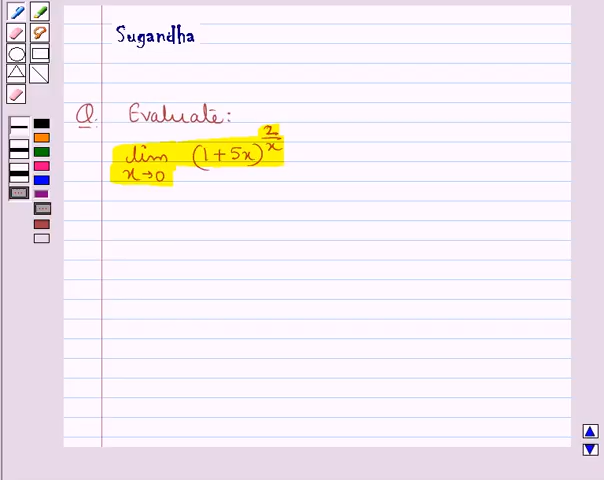 Sugandha
Q. Evaluate:
lim (1+5x)^(2/x)
x→0